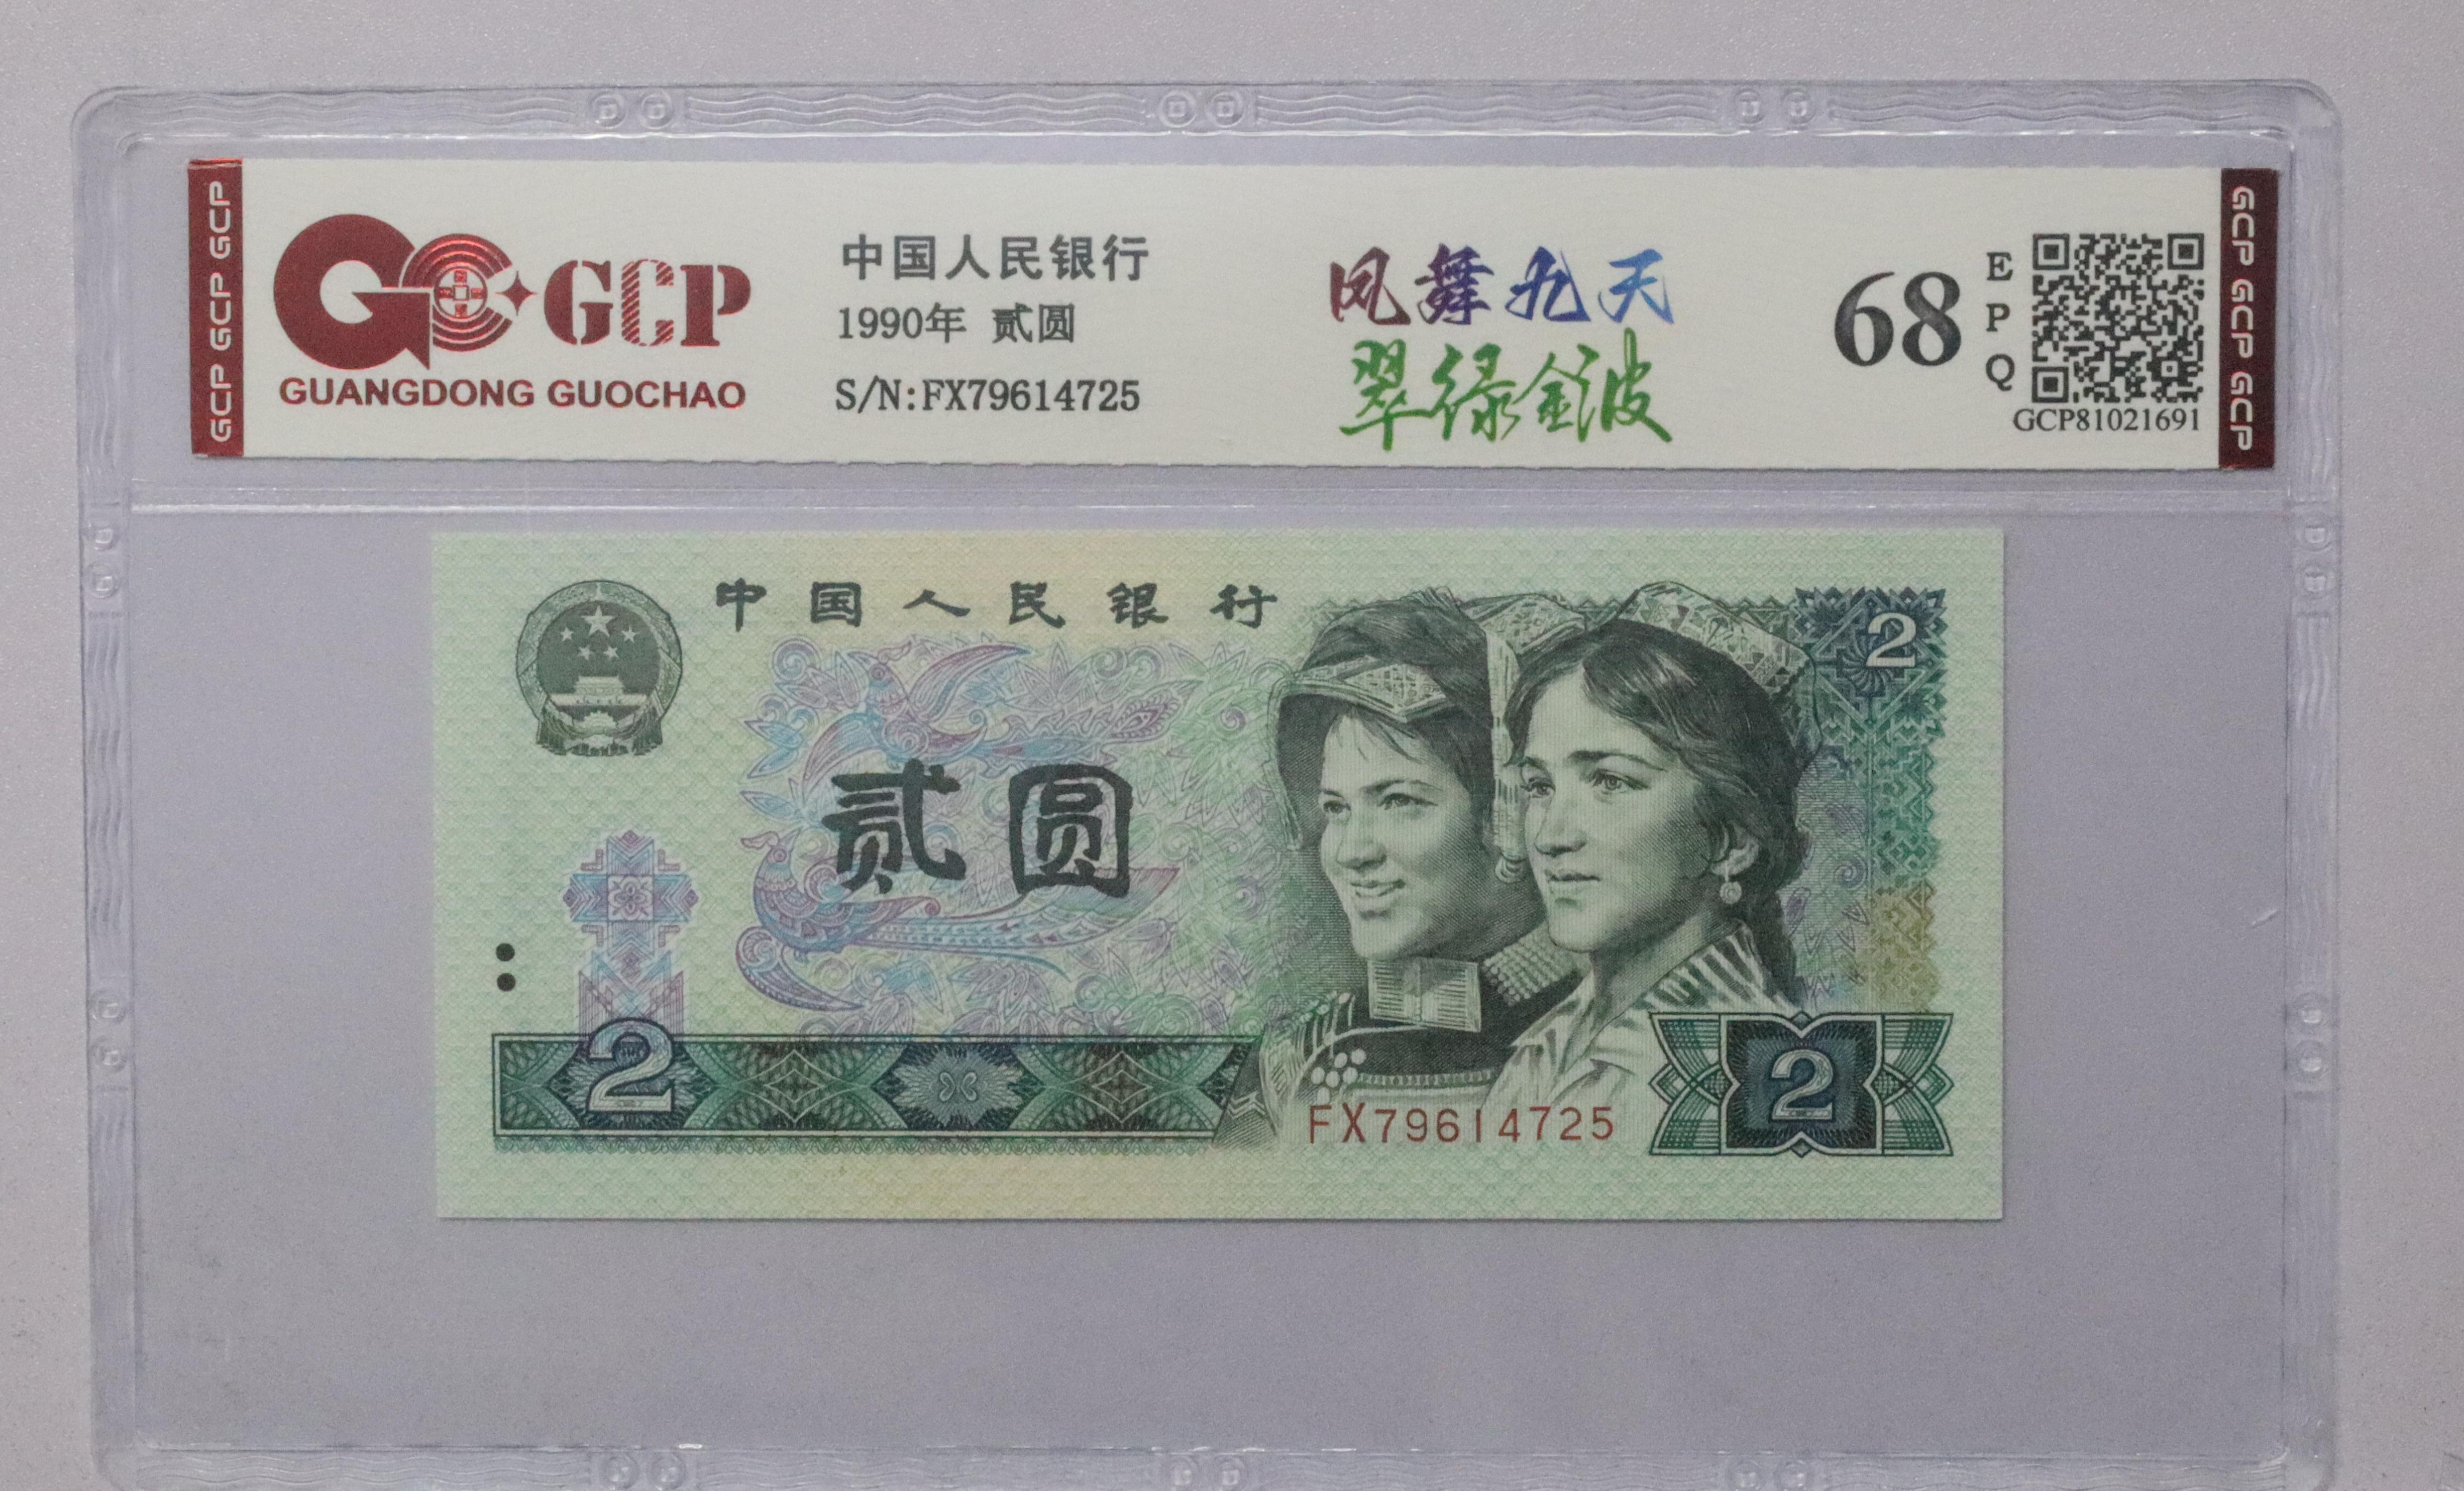 GCP GCP GCP
GCP
GUANGDONG GUOCHAO
中国人民银行
1990年 贰圆
S/N:FX79614725
凤舞九天
翠绿金波
68
EPQ
GCP81021691
GCP GCP GCP
中国人民银行
2
贰圆
2
FX79614725
2